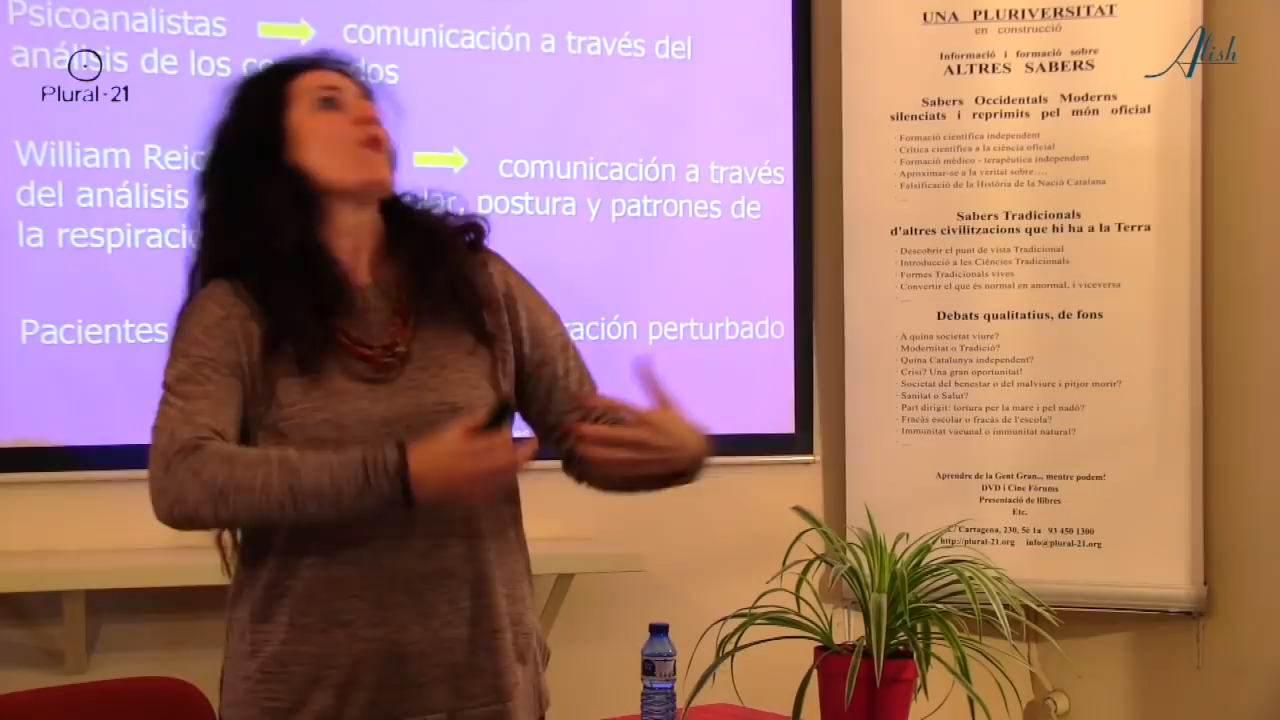 Psicoanalistas comunicación a través del
análisis de los
Plural-21
William comunicación a través
del análisis postura y patrones de
la
Pacientes perturbado
UNA PLURIVERSITAT
en construcció
Informació i formació sobre
ALTRES SABERS
Sabers Occidentals Moderns
silenciats i reprimits pel món oficial
· Formació científica independent
· Crítica científica a la ciència oficial
· Formació mèdico - terapèutica independent
· Aproximar-se a la veritat sobre....
· Falsificació de la Història de la Nació Catalana
Sabers Tradicionals
d'altres civilitzacions que hi ha a la Terra
· Descobrir el punt de vista Tradicional
· Introducció a les Ciències Tradicionals
· Formes Tradicionals vives
· Convertir el que és normal en anormal, i viceversa
Debats qualitatius, de fons
· A quina societat viure?
· Modernitat o Tradició?
· Quina Catalunya independent?
· Crisi? Una gran oportunitat!
· Societat del benestar o del malviure i pitjor morir?
· Sanitat o Salut?
· Part dirigit: tortura per la mare i pel nadó?
· Fracàs escolar o fracàs de l'escola?
· Immunitat vacunal o immunitat natural?
Aprendre de la Gent Gran... mentre podem!
DVD i Cine Fòrums
Presentació de llibres
Etc.
C/ Cartagena, 230, 5è 1a 93 450 1300
http://plural-21.org info@plural-21.org
Alish